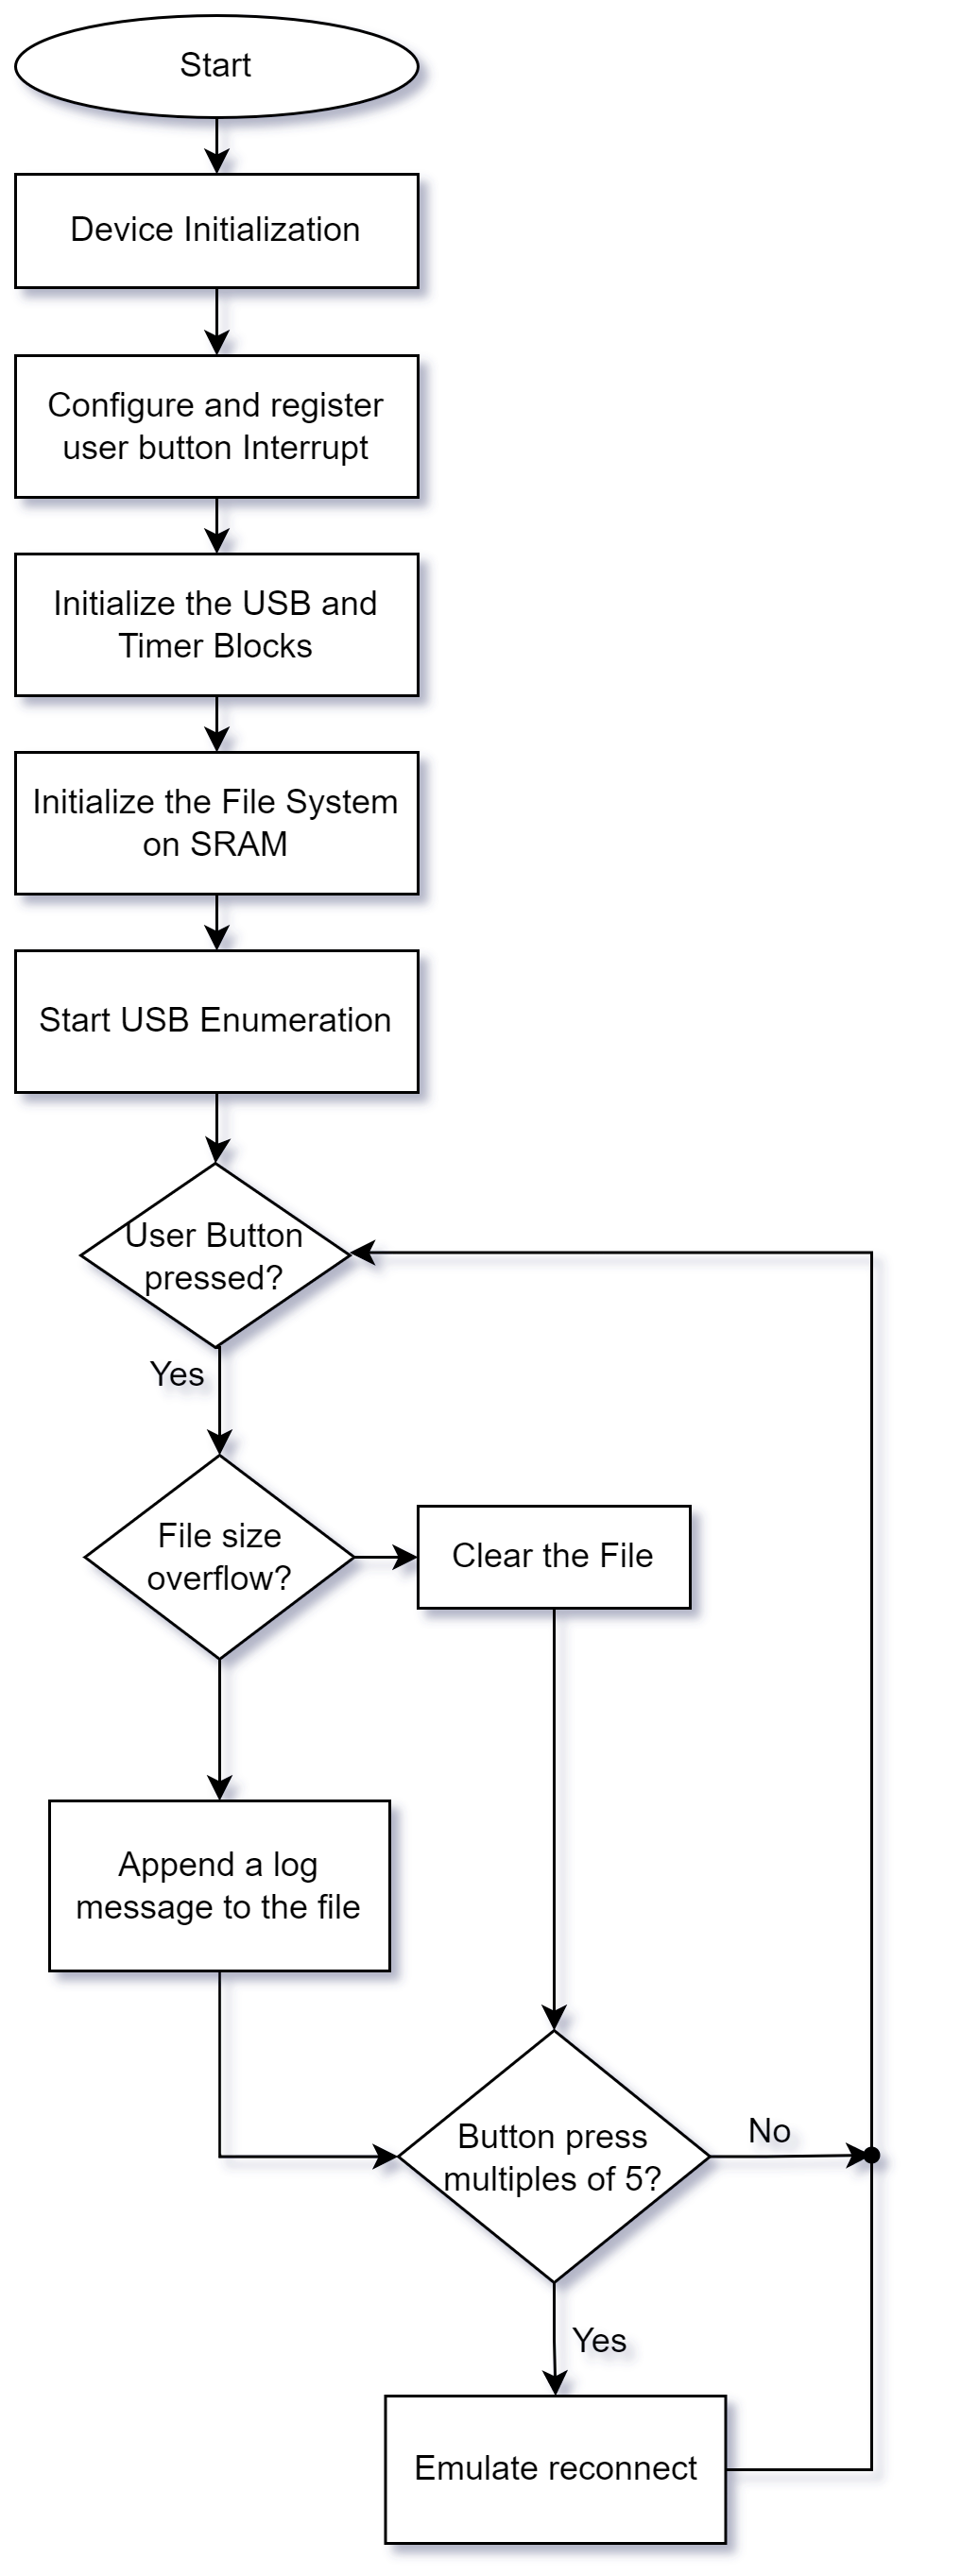 Start
Device Initialization
Configure and register
user button Interrupt
Initialize the USB and
Timer Blocks
Initialize the File System
on SRAM
Start USB Enumeration
User Button
pressed?
Yes
File size
overflow?
Clear the File
Append a log
message to the file
Button press
multiples of 5?
No
Yes
Emulate reconnect